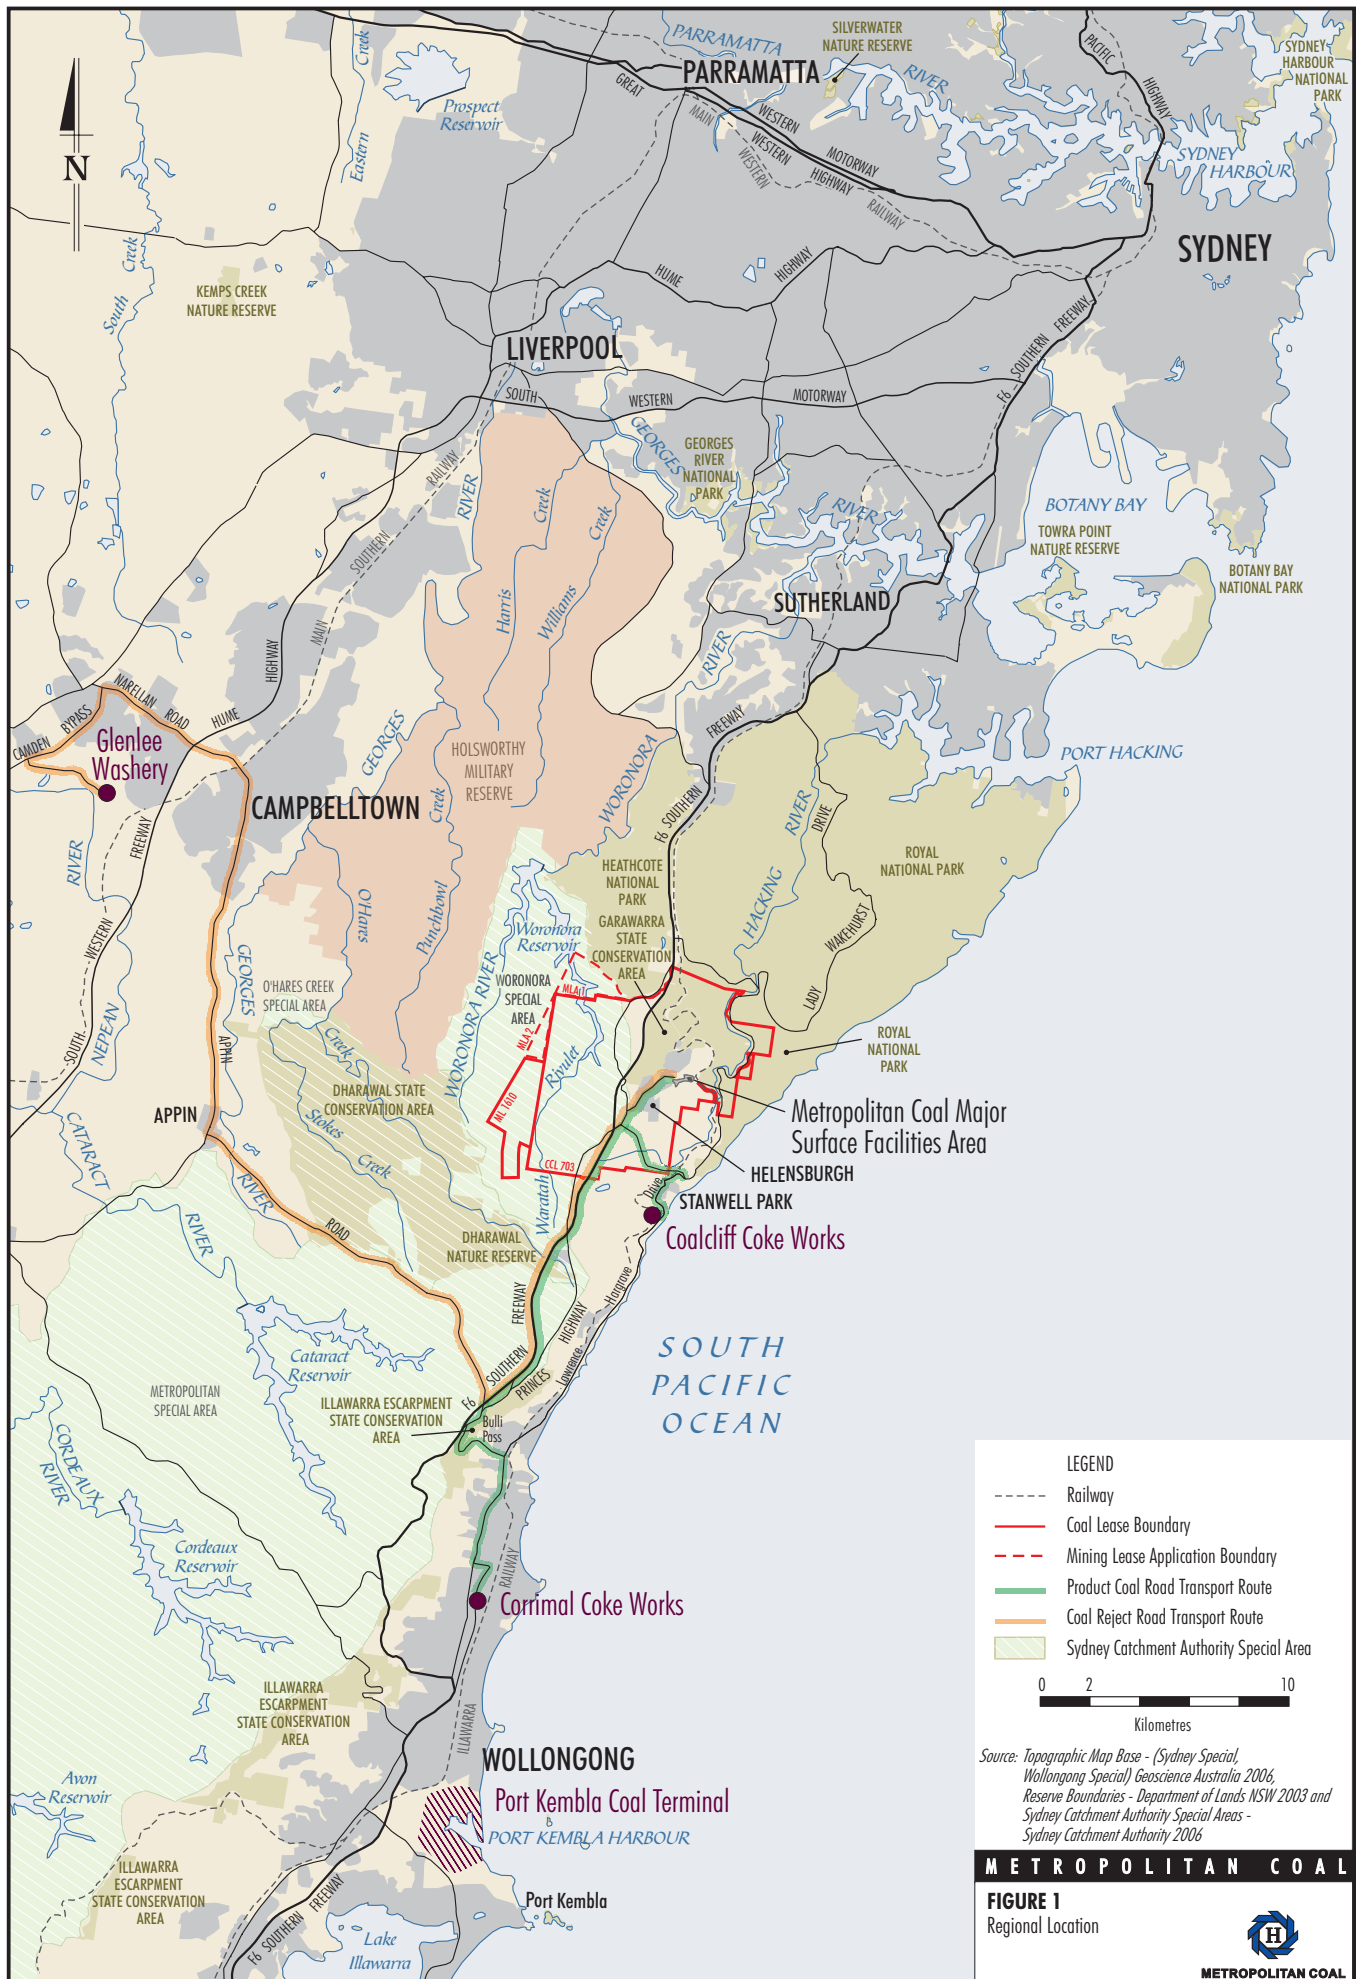 PARRAMATTA
RIVER
SILVERWATER
NATURE RESERVE
PACIFIC
HIGHWAY
SYDNEY
HARBOUR
NATIONAL
PARK
Eastern
Creek
Prospect
Reservoir
PARRAMATTA
GREAT
WESTERN
HIGHWAY
WESTERN
MOTORWAY
MAIN
WESTERN
RAILWAY
SYDNEY
HARBOUR
N
SYDNEY
South
Creek
KEMPS CREEK
NATURE RESERVE
HUME
HIGHWAY
LIVERPOOL
F6 SOUTHERN
FREEWAY
SOUTH
WESTERN
MOTORWAY
GEORGES
RIVER
GEORGES
RIVER
NATIONAL
PARK
RAILWAY
SOUTHERN
MAIN
RIVER
Harris
Creek
Williams
Creek
BOTANY BAY
TOWRA POINT
NATURE RESERVE
BOTANY BAY
NATIONAL PARK
SUTHERLAND
RIVER
WORONORA
HIGHWAY
HUME
NARELLAN
ROAD
CAMDEN
BYPASS
Glenlee
Washery
GEORGES
HOLSWORTHY
MILITARY
RESERVE
FREEWAY
F6 SOUTHERN
PORT HACKING
CAMPBELLTOWN
Creek
Punchbowl
O'Hares
RIVER
DRIVE
HACKING
HEATHCOTE
NATIONAL
PARK
ROYAL
NATIONAL PARK
RIVER
FREEWAY
WESTERN
SOUTH
GARAWARRA
STATE
CONSERVATION
AREA
WAKEHURST
LADY
Woronora
Reservoir
WORONORA RIVER
WORONORA
SPECIAL
AREA
MLA 1
MLA 2
ML 1610
CCL 703
Rivulet
Waratah
GEORGES
O'HARES CREEK
SPECIAL AREA
NEPEAN
APPIN
ROYAL
NATIONAL
PARK
Creek
DHARAWAL STATE
CONSERVATION AREA
Stokes
Creek
Metropolitan Coal Major
Surface Facilities Area
APPIN
CATARACT
RIVER
RIVER
HELENSBURGH
Drive
STANWELL PARK
Coalcliff Coke Works
ROAD
DHARAWAL
NATURE RESERVE
FREEWAY
SOUTHERN
F6
HIGHWAY
PRINCES
Hargrave
Lawrence
Cataract
Reservoir
SOUTH
PACIFIC
OCEAN
METROPOLITAN
SPECIAL AREA
ILLAWARRA ESCARPMENT
STATE CONSERVATION
AREA
Bulli
Pass
CORDEAUX
RIVER
Cordeaux
Reservoir
RAILWAY
Corrimal Coke Works
ILLAWARRA
ESCARPMENT
STATE CONSERVATION
AREA
ILLAWARRA
WOLLONGONG
Port Kembla Coal Terminal
PORT KEMBLA HARBOUR
Avon
Reservoir
ILLAWARRA
ESCARPMENT
STATE CONSERVATION
AREA
F6 SOUTHERN
FREEWAY
Port Kembla
Lake
Illawarra
LEGEND
Railway
Coal Lease Boundary
Mining Lease Application Boundary
Product Coal Road Transport Route
Coal Reject Road Transport Route
Sydney Catchment Authority Special Area
0 2 10
Kilometres
Source: Topographic Map Base - (Sydney Special,
Wollongong Special) Geoscience Australia 2006,
Reserve Boundaries - Department of Lands NSW 2003 and
Sydney Catchment Authority Special Areas -
Sydney Catchment Authority 2006
METROPOLITAN COAL
FIGURE 1
Regional Location
H
METROPOLITAN COAL